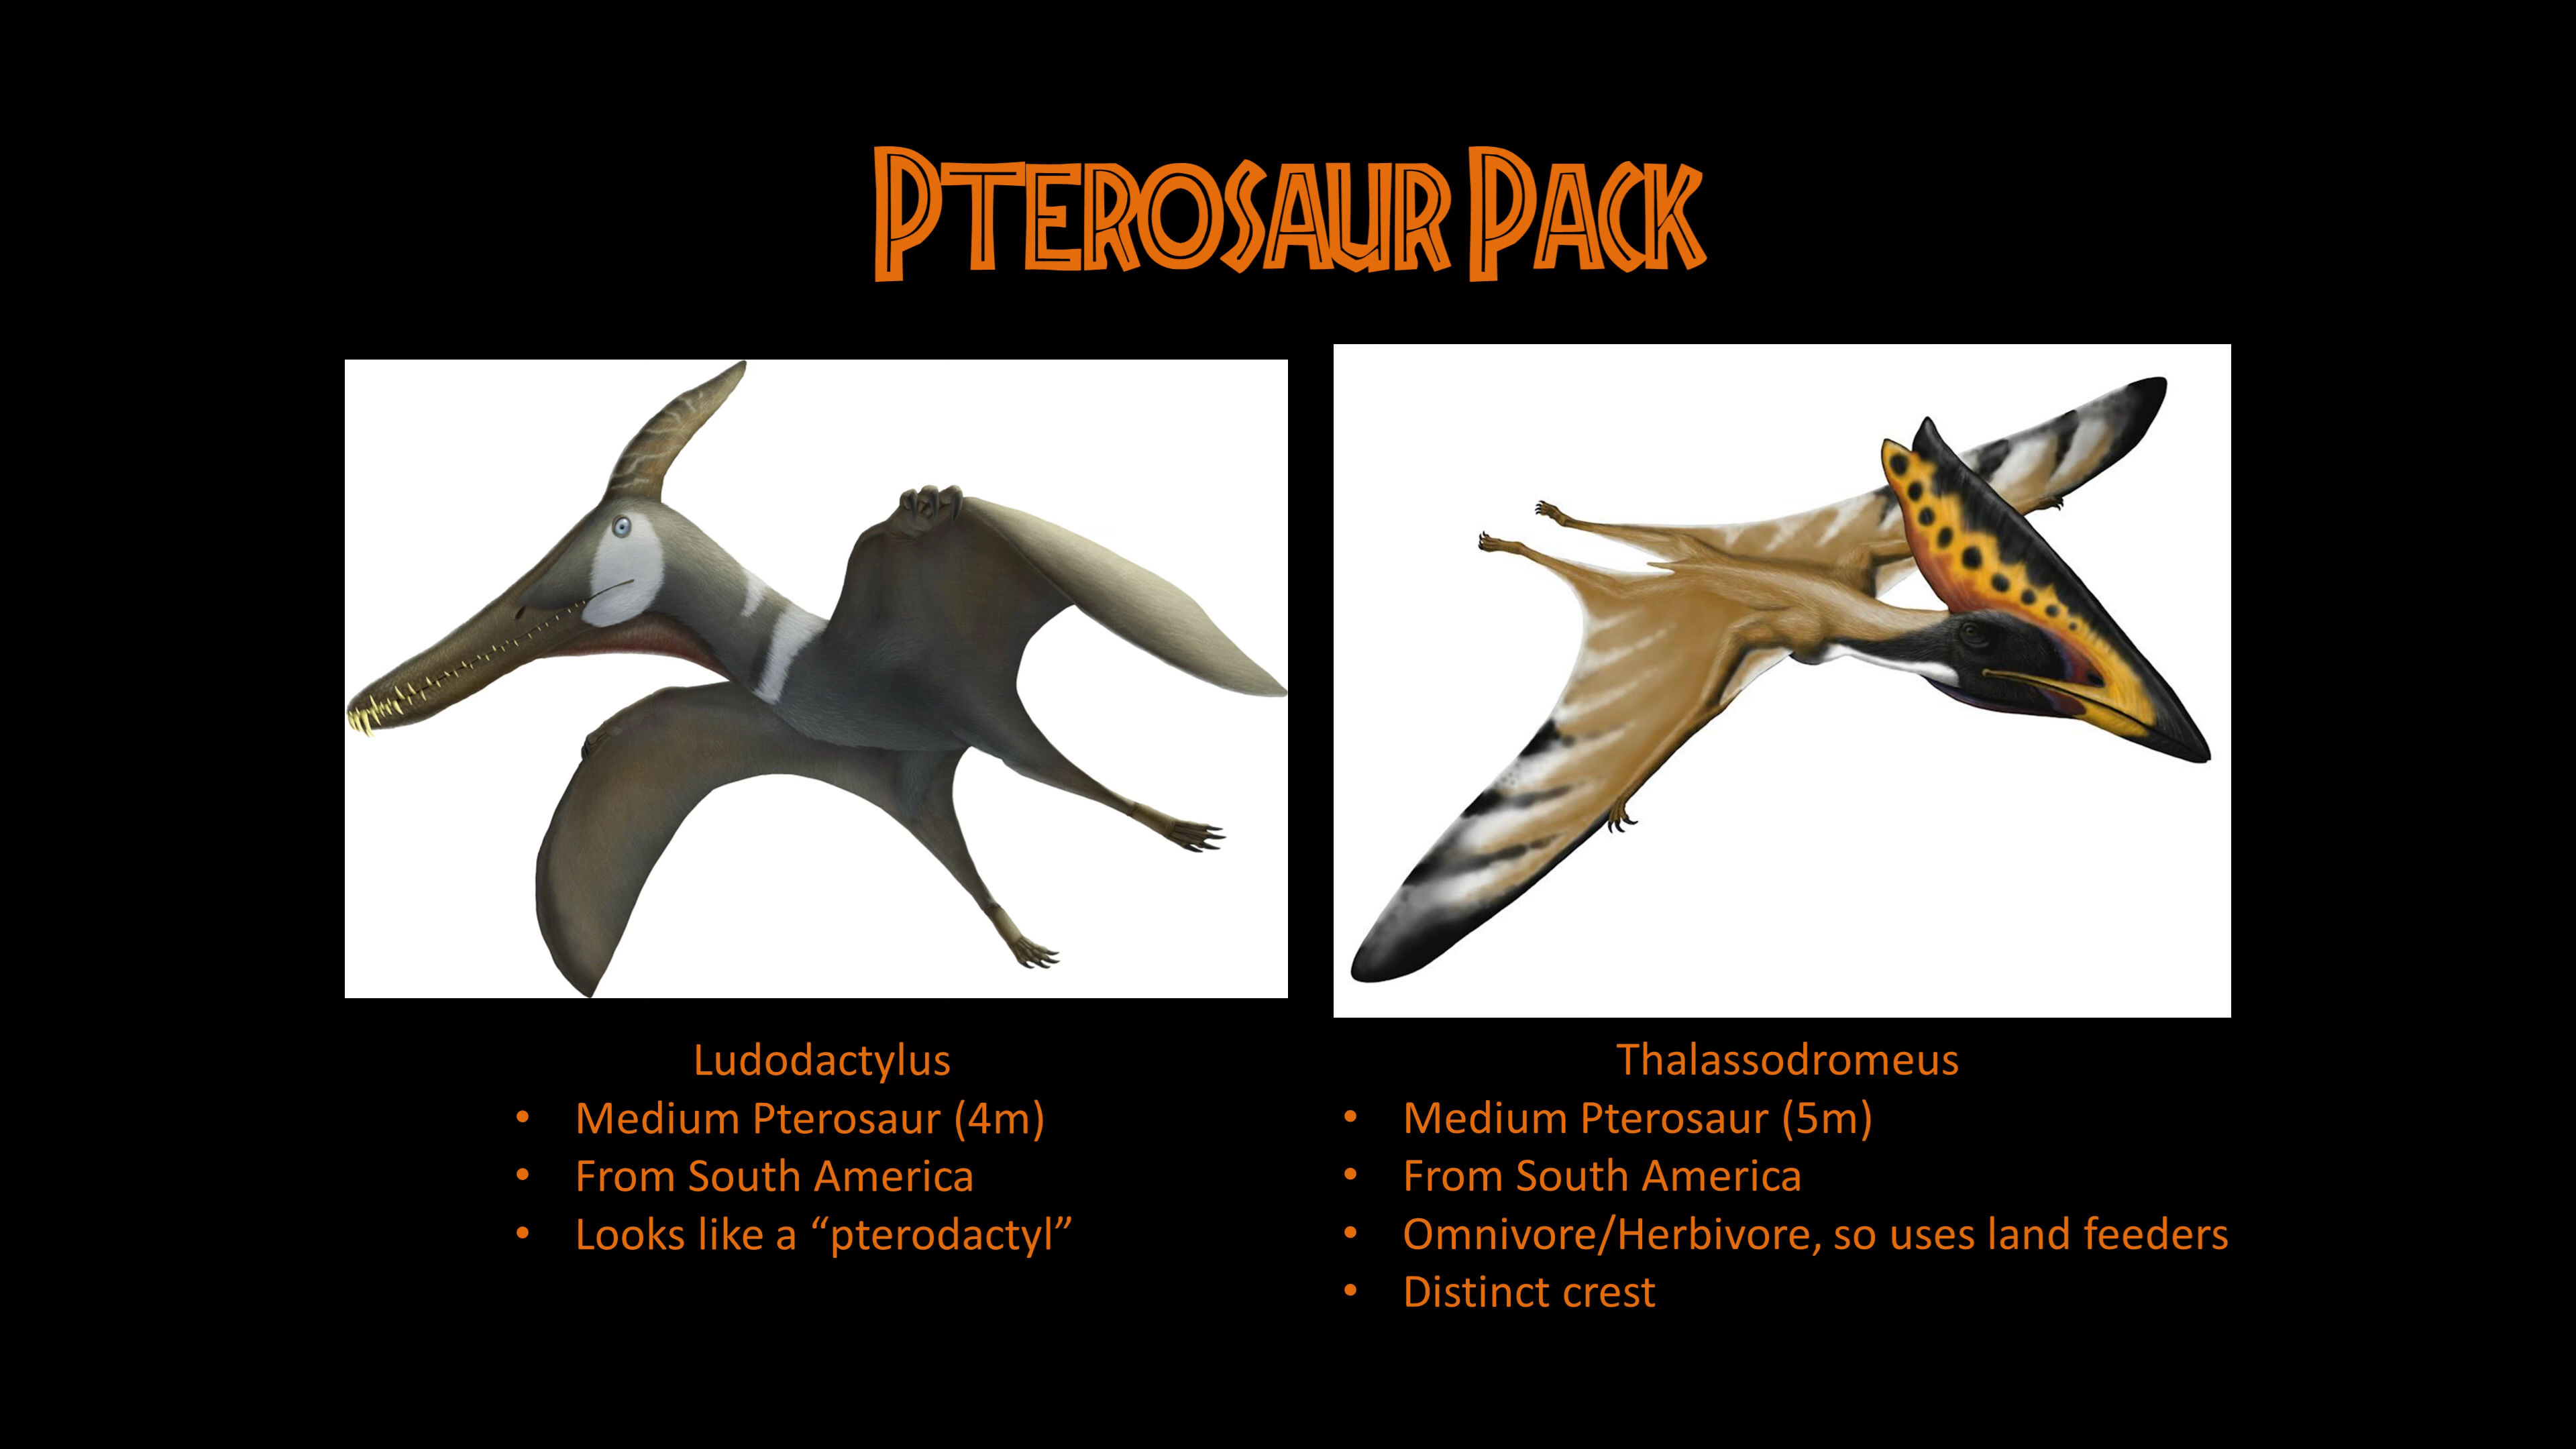 Pterosaur Pack
Ludodactylus
• Medium Pterosaur (4m)
• From South America
• Looks like a “pterodactyl”
Thalassodromeus
• Medium Pterosaur (5m)
• From South America
• Omnivore/Herbivore, so uses land feeders
• Distinct crest